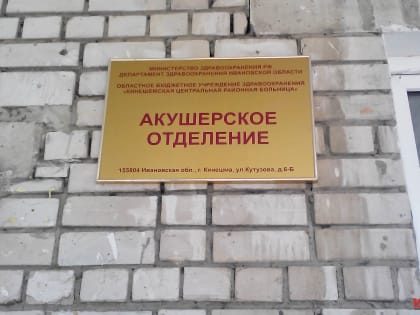 МИНИСТЕРСТВО ЗДРАВООХРАНЕНИЯ РФ
ДЕПАРТАМЕНТ ЗДРАВООХРАНЕНИЯ ИВАНОВСКОЙ ОБЛАСТИ
ОБЛАСТНОЕ БЮДЖЕТНОЕ УЧРЕЖДЕНИЕ ЗДРАВООХРАНЕНИЯ
«КИНЕШЕМСКАЯ ЦЕНТРАЛЬНАЯ РАЙОННАЯ БОЛЬНИЦА»
АКУШЕРСКОЕ
ОТДЕЛЕНИЕ
155804 Ивановская обл., г. Кинешма, ул.Кутузова, д.6-Б